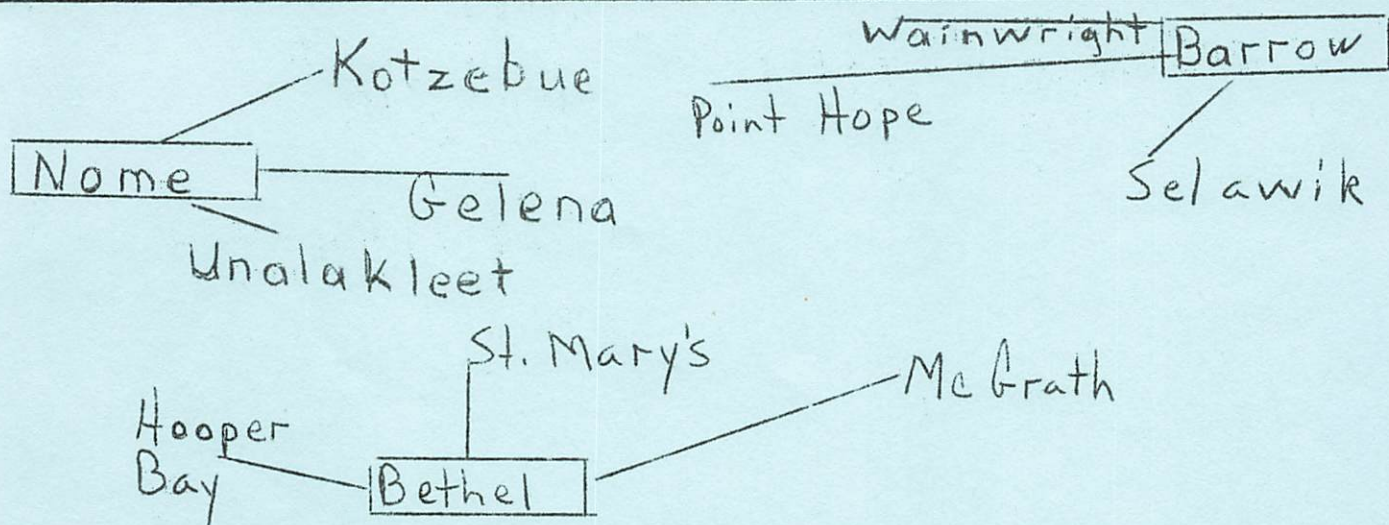 Kotzebue
Wainwright Barrow
Point Hope
Nome
Gelena
Selawik
Unalakleet
St. Mary's
McGrath
Hooper
Bay
Bethel